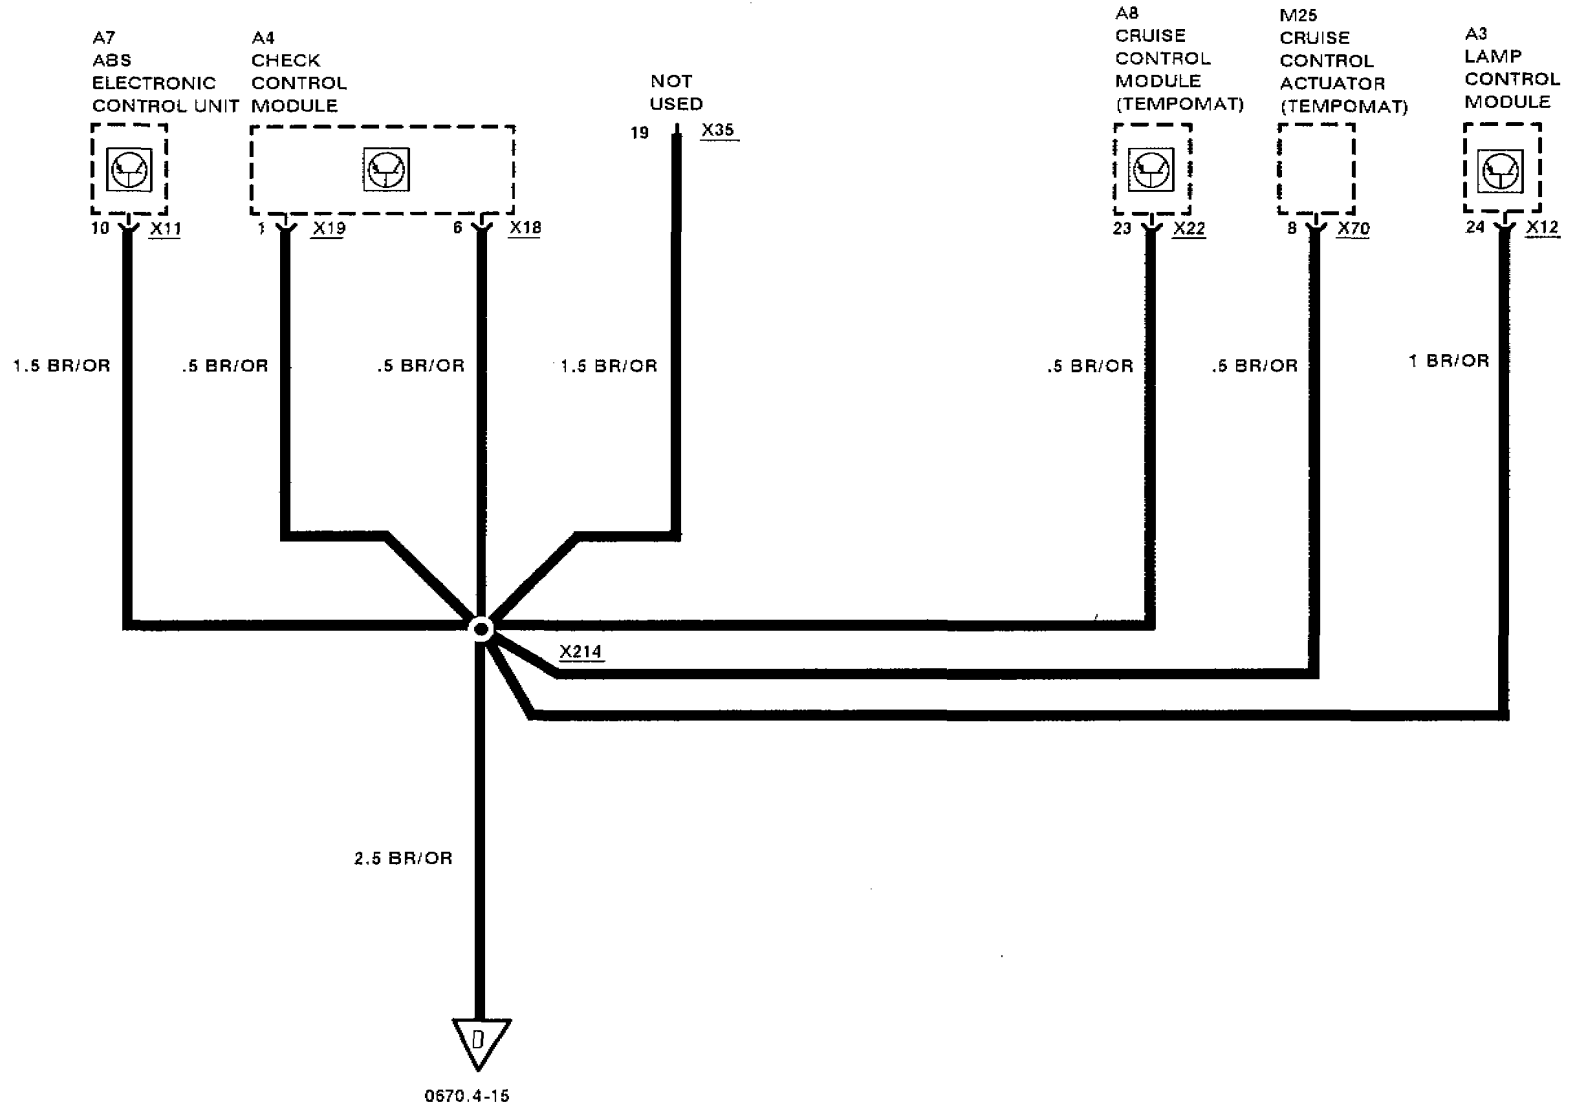 A7
ABS
ELECTRONIC
CONTROL UNIT
A4
CHECK
CONTROL
MODULE
NOT
USED
A8
CRUISE
CONTROL
MODULE
(TEMPOMAT)
M25
CRUISE
CONTROL
ACTUATOR
(TEMPOMAT)
A3
LAMP
CONTROL
MODULE
19 X35
10 X11
1 X19
6 X18
23 X22
8 X70
24 X12
1.5 BR/OR
.5 BR/OR
.5 BR/OR
1.5 BR/OR
.5 BR/OR
.5 BR/OR
1 BR/OR
X214
2.5 BR/OR
D
0670.4-15